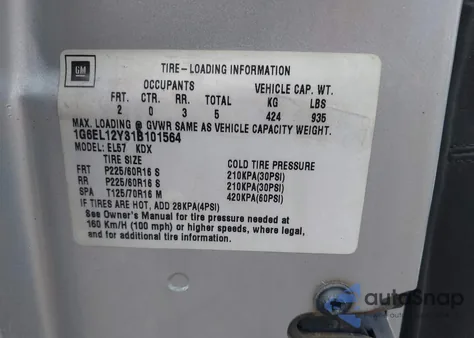 GM
TIRE-LOADING INFORMATION
OCCUPANTS VEHICLE CAP. WT.
FRT. CTR. RR. TOTAL KG LBS
2 0 3 5 424 935
MAX. LOADING @ GVWR SAME AS VEHICLE CAPACITY WEIGHT.
1G6EL12Y31B101564
MODEL: EL57 KDX
TIRE SIZE COLD TIRE PRESSURE
FRT P225/60R16 S 210KPA(30PSI)
RR P225/60R16 S 210KPA(30PSI)
SPA T125/70R16 M 420KPA(60PSI)
IF TIRES ARE HOT, ADD 28KPA(4PSI)
See Owner's Manual for tire pressure needed at
160 Km/H (100 mph) or higher speeds, where legal,
and for additional tire information.
autoSnap